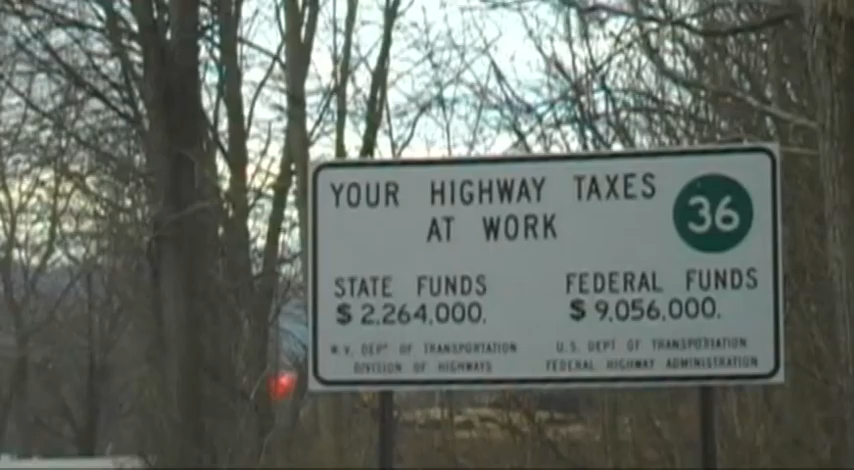 YOUR HIGHWAY TAXES
AT WORK
36
STATE FUNDS
$ 2,264,000.
W.V. DEPT OF TRANSPORTATION
DIVISION OF HIGHWAYS
FEDERAL FUNDS
$ 9,056,000.
U.S. DEPT OF TRANSPORTATION
FEDERAL HIGHWAY ADMINISTRATION